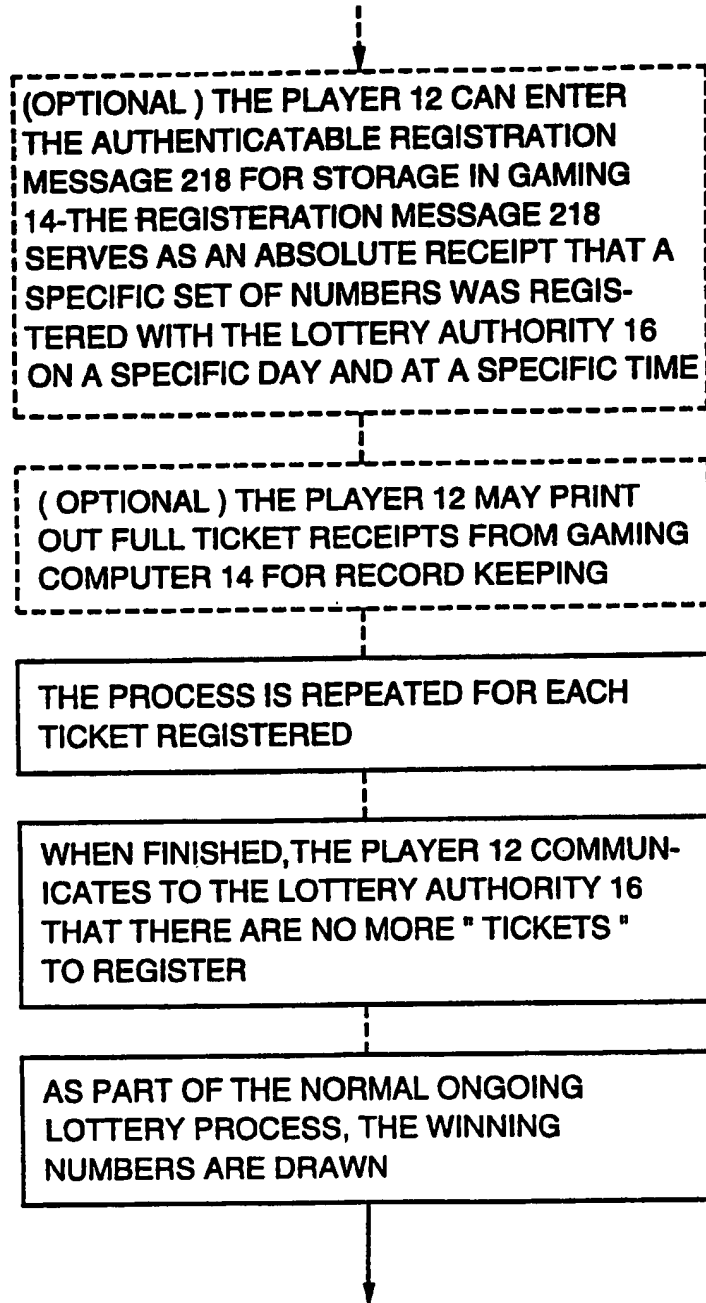 (OPTIONAL ) THE PLAYER 12 CAN ENTER
THE AUTHENTICATABLE REGISTRATION
MESSAGE 218 FOR STORAGE IN GAMING
14-THE REGISTERATION MESSAGE 218
SERVES AS AN ABSOLUTE RECEIPT THAT A
SPECIFIC SET OF NUMBERS WAS REGIS-
TERED WITH THE LOTTERY AUTHORITY 16
ON A SPECIFIC DAY AND AT A SPECIFIC TIME
( OPTIONAL ) THE PLAYER 12 MAY PRINT
OUT FULL TICKET RECEIPTS FROM GAMING
COMPUTER 14 FOR RECORD KEEPING
THE PROCESS IS REPEATED FOR EACH
TICKET REGISTERED
WHEN FINISHED,THE PLAYER 12 COMMUN-
ICATES TO THE LOTTERY AUTHORITY 16
THAT THERE ARE NO MORE " TICKETS "
TO REGISTER
AS PART OF THE NORMAL ONGOING
LOTTERY PROCESS, THE WINNING
NUMBERS ARE DRAWN